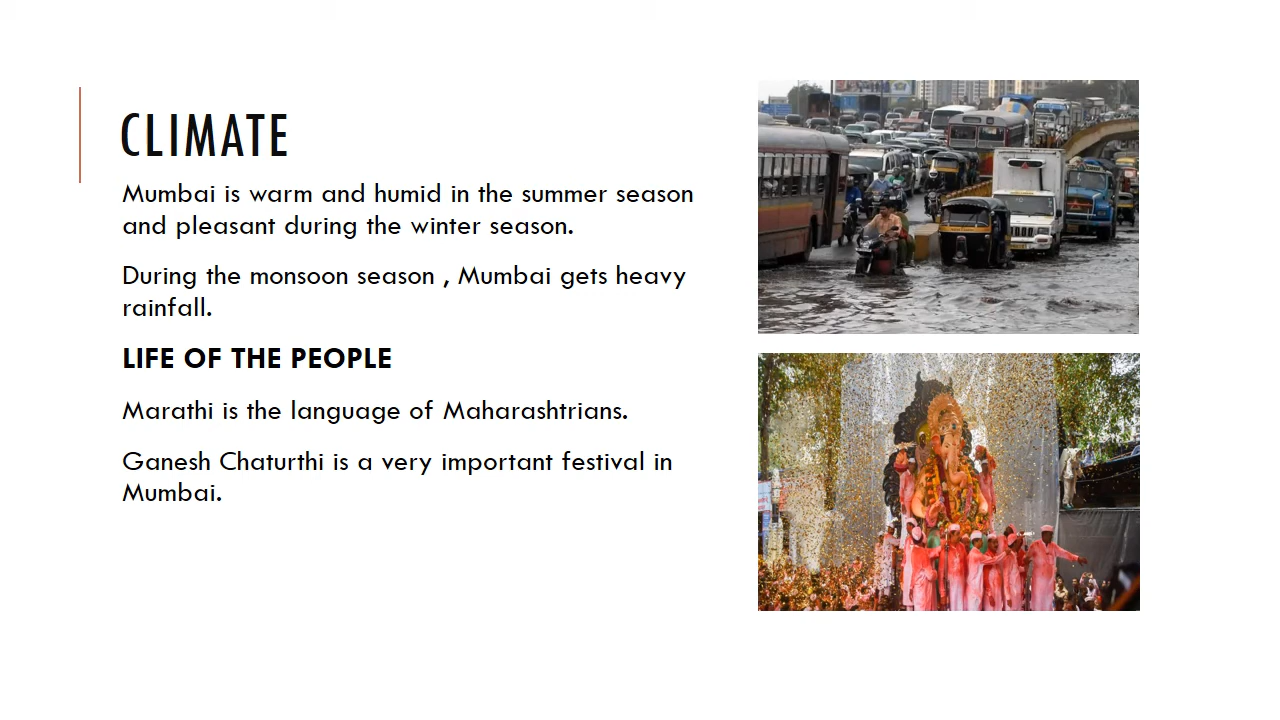 CLIMATE
Mumbai is warm and humid in the summer season
and pleasant during the winter season.
During the monsoon season , Mumbai gets heavy
rainfall.
LIFE OF THE PEOPLE
Marathi is the language of Maharashtrians.
Ganesh Chaturthi is a very important festival in
Mumbai.